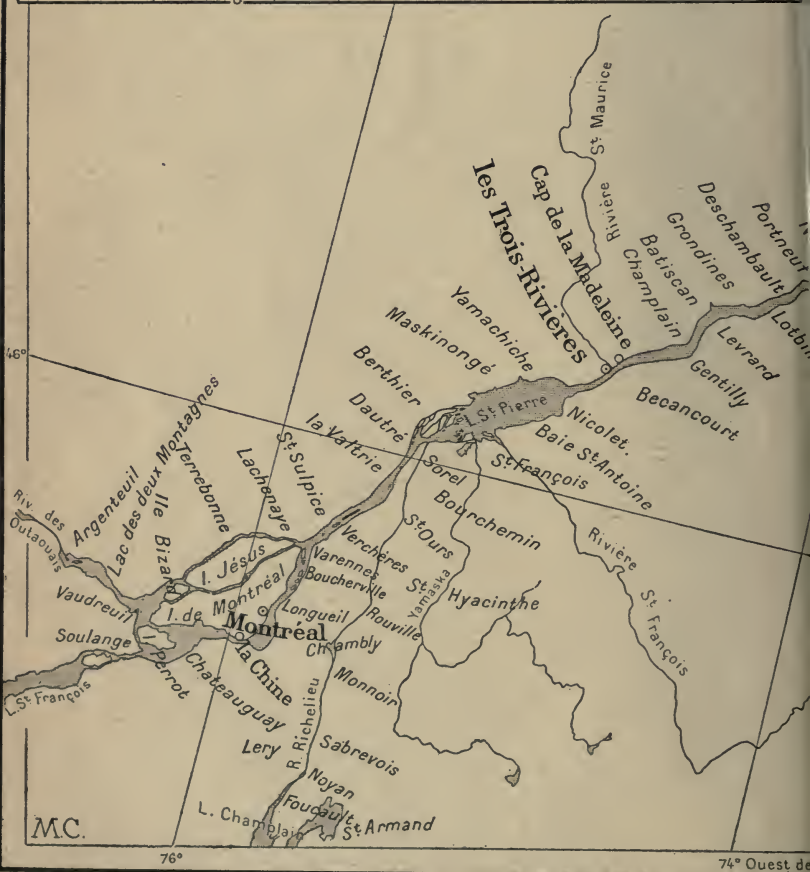 Rivière St. Maurice
les Trois-Rivières
Cap de la Madeleine
Champlain
Batiscan
Grondines
Deschambault
Portneuf
Levrard
Gentilly
Becancourt
Yamachiche
Maskinongé
Berthier
Dautre
la Valtrie
St. Sulpice
Lachenaye
Terrebonne
Ile Bizard
Lac des deux Montagnes
Argenteuil
Riv. des
Outaouais
46°
L. St. Pierre
Nicolet.
Baie St. Antoine
St. François
Rivière St. François
Sorel
Bourchemin
St. Ours
Yamaska
St. Hyacinthe
Verchères
Varennes
Boucherville
Longueil
Rouville
Chambly
Monnoir
I. Jésus
I. de Montréal
Montréal
la Chine
Vaudreuil
Soulange
I. Perrot
Chateauguay
L. St. François
Lery
R. Richelieu
Sabrevois
Noyan
Foucault
St. Armand
L. Champlain
M.C.
76°
74° Ouest de